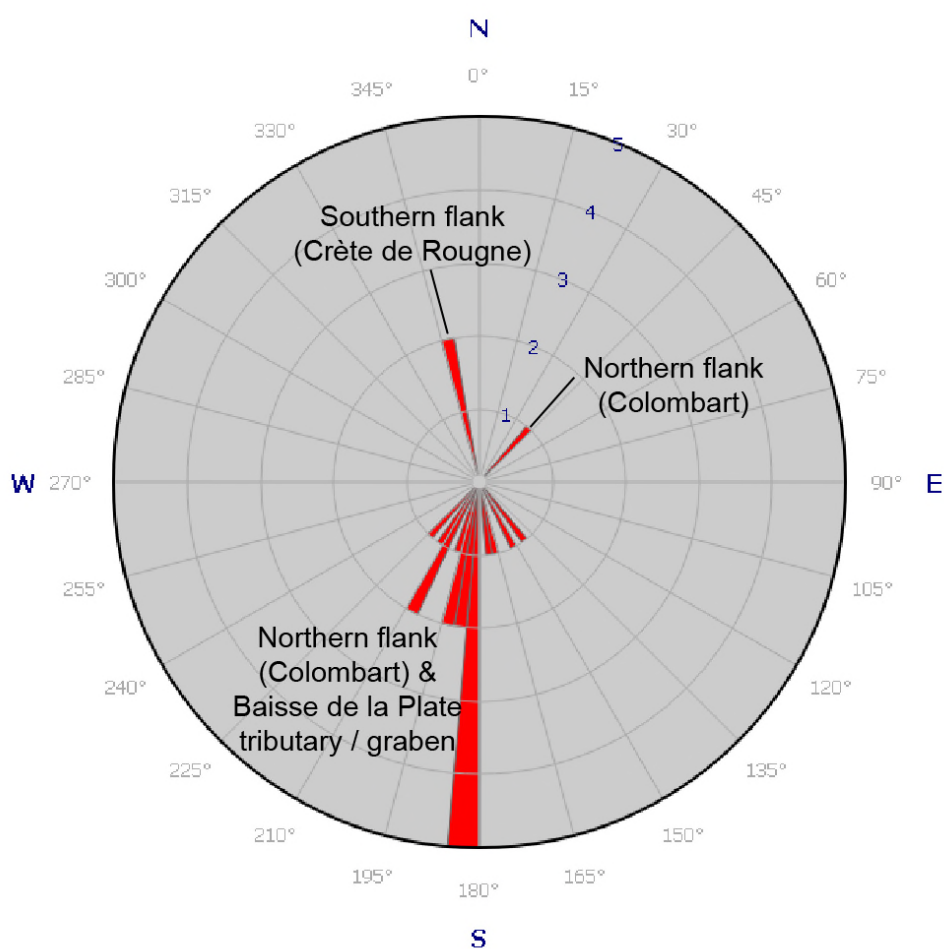 N
0°
345°
15°
330°
30°
5
315°
45°
4
Southern flank
(Crète de Rougne)
300°
3
60°
2
Northern flank
(Colombart)
285°
75°
1
W
270°
90°
E
255°
105°
Northern flank
(Colombart) &
Baisse de la Plate
tributary / graben
240°
120°
225°
135°
210°
150°
195°
165°
180°
S